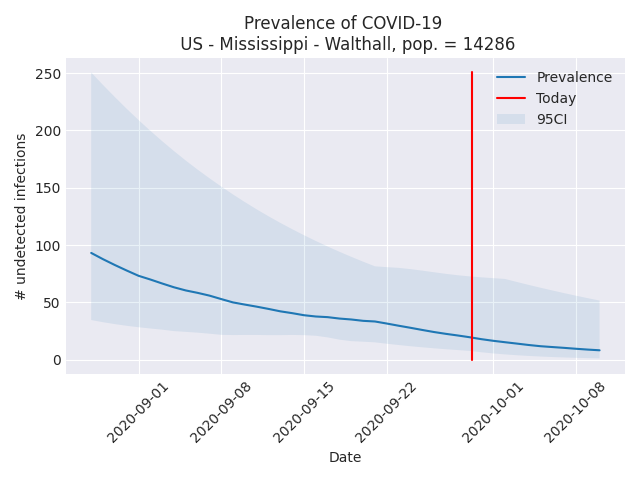 Prevalence of COVID-19
US - Mississippi - Walthall, pop. = 14286
250
200
150
100
50
0
# undetected infections
Prevalence
Today
95CI
2020-09-01
2020-09-08
2020-09-15
2020-09-22
2020-10-01
2020-10-08
Date